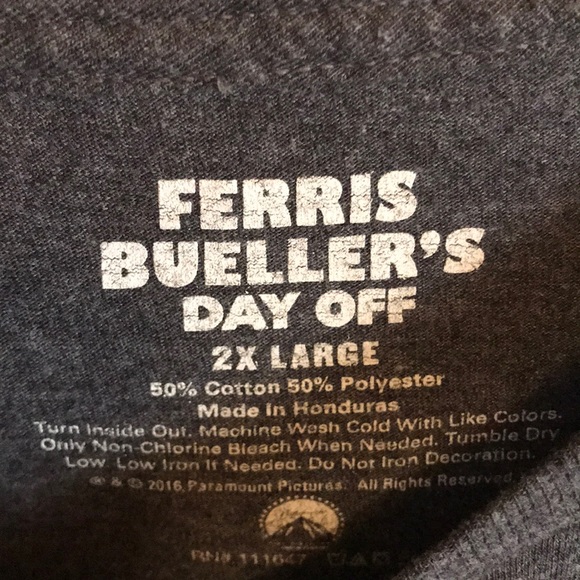 FERRIS
BUELLER'S
DAY OFF
2X LARGE
50% Cotton 50% Polyester
Made In Honduras
Turn Inside Out. Machine Wash Cold With Like Colors.
Only Non-Chlorine Bleach When Needed. Tumble Dry
Low. Low Iron If Needed. Do Not Iron Decoration.
® & © 2016 Paramount Pictures. All Rights Reserved
RN# 111647